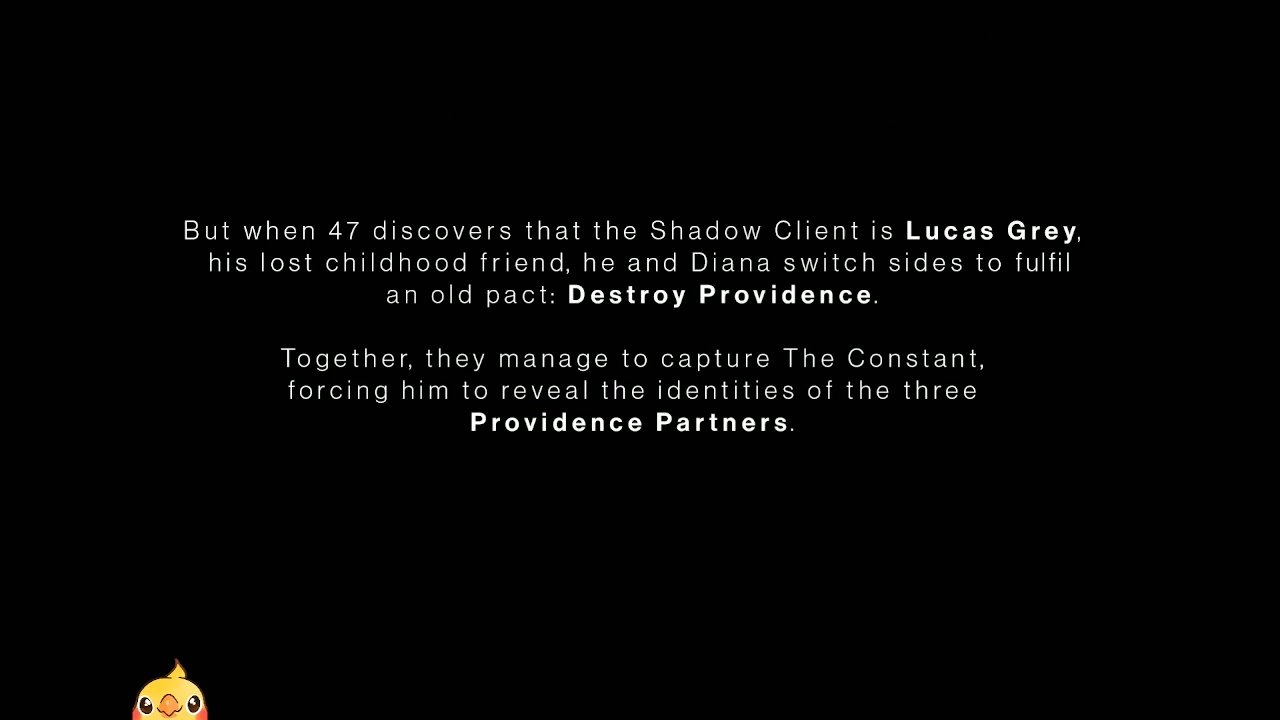 But when 47 discovers that the Shadow Client is Lucas Grey,
his lost childhood friend, he and Diana switch sides to fulfil
an old pact: Destroy Providence.
Together, they manage to capture The Constant,
forcing him to reveal the identities of the three
Providence Partners.